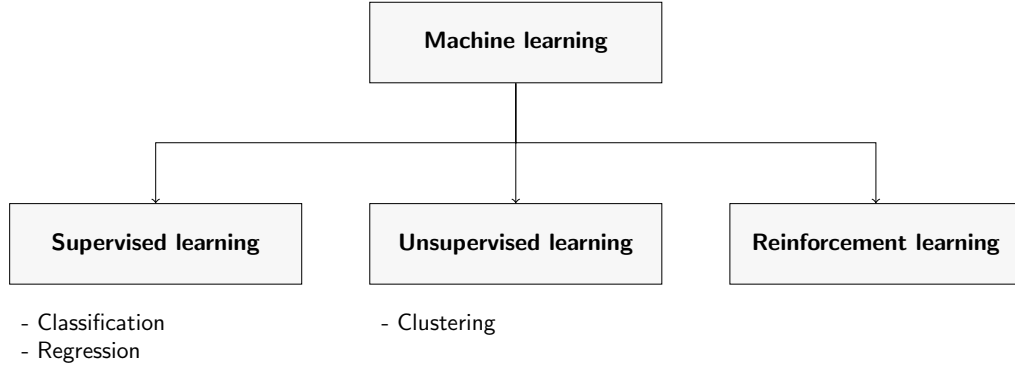 Machine learning
Supervised learning
Unsupervised learning
Reinforcement learning
- Classification
- Regression
- Clustering